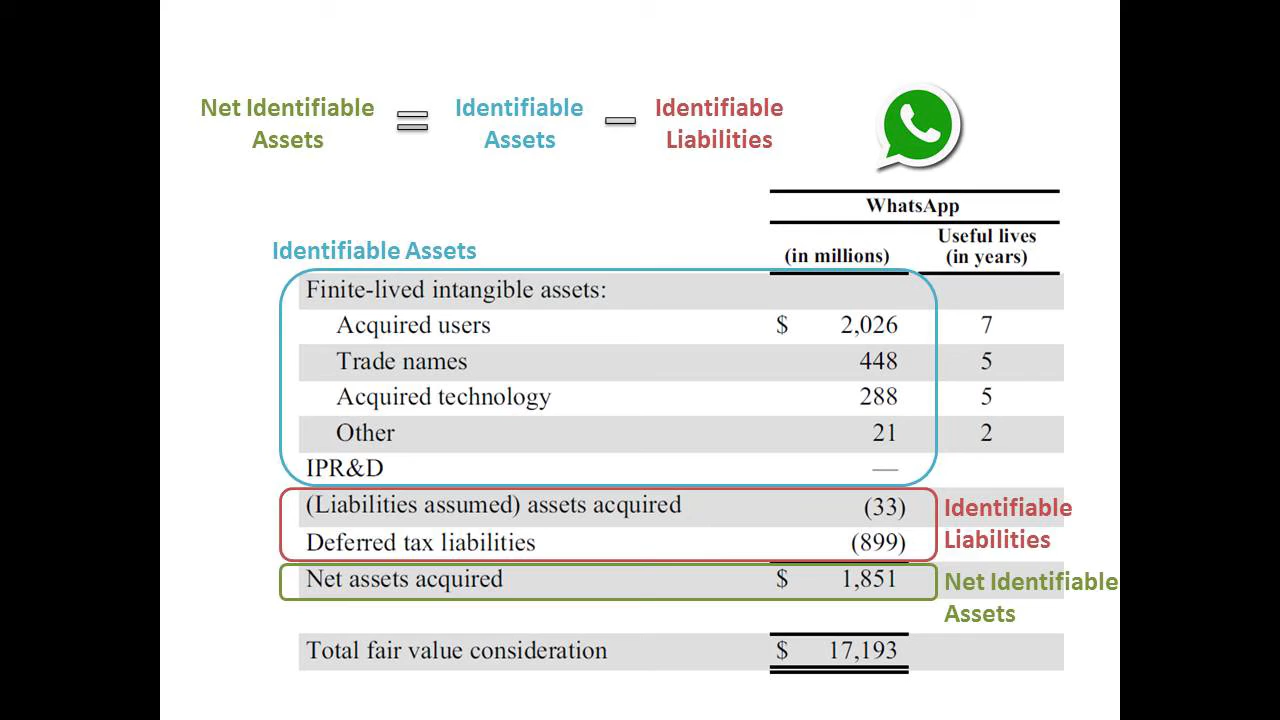 Net Identifiable Assets = Identifiable Assets − Identifiable Liabilities
WhatsApp
(in millions) Useful lives (in years)
Identifiable Assets
Finite-lived intangible assets:
Acquired users $ 2,026 7
Trade names 448 5
Acquired technology 288 5
Other 21 2
IPR&D —
(Liabilities assumed) assets acquired (33)
Deferred tax liabilities (899)
Identifiable Liabilities
Net assets acquired $ 1,851
Net Identifiable Assets
Total fair value consideration $ 17,193